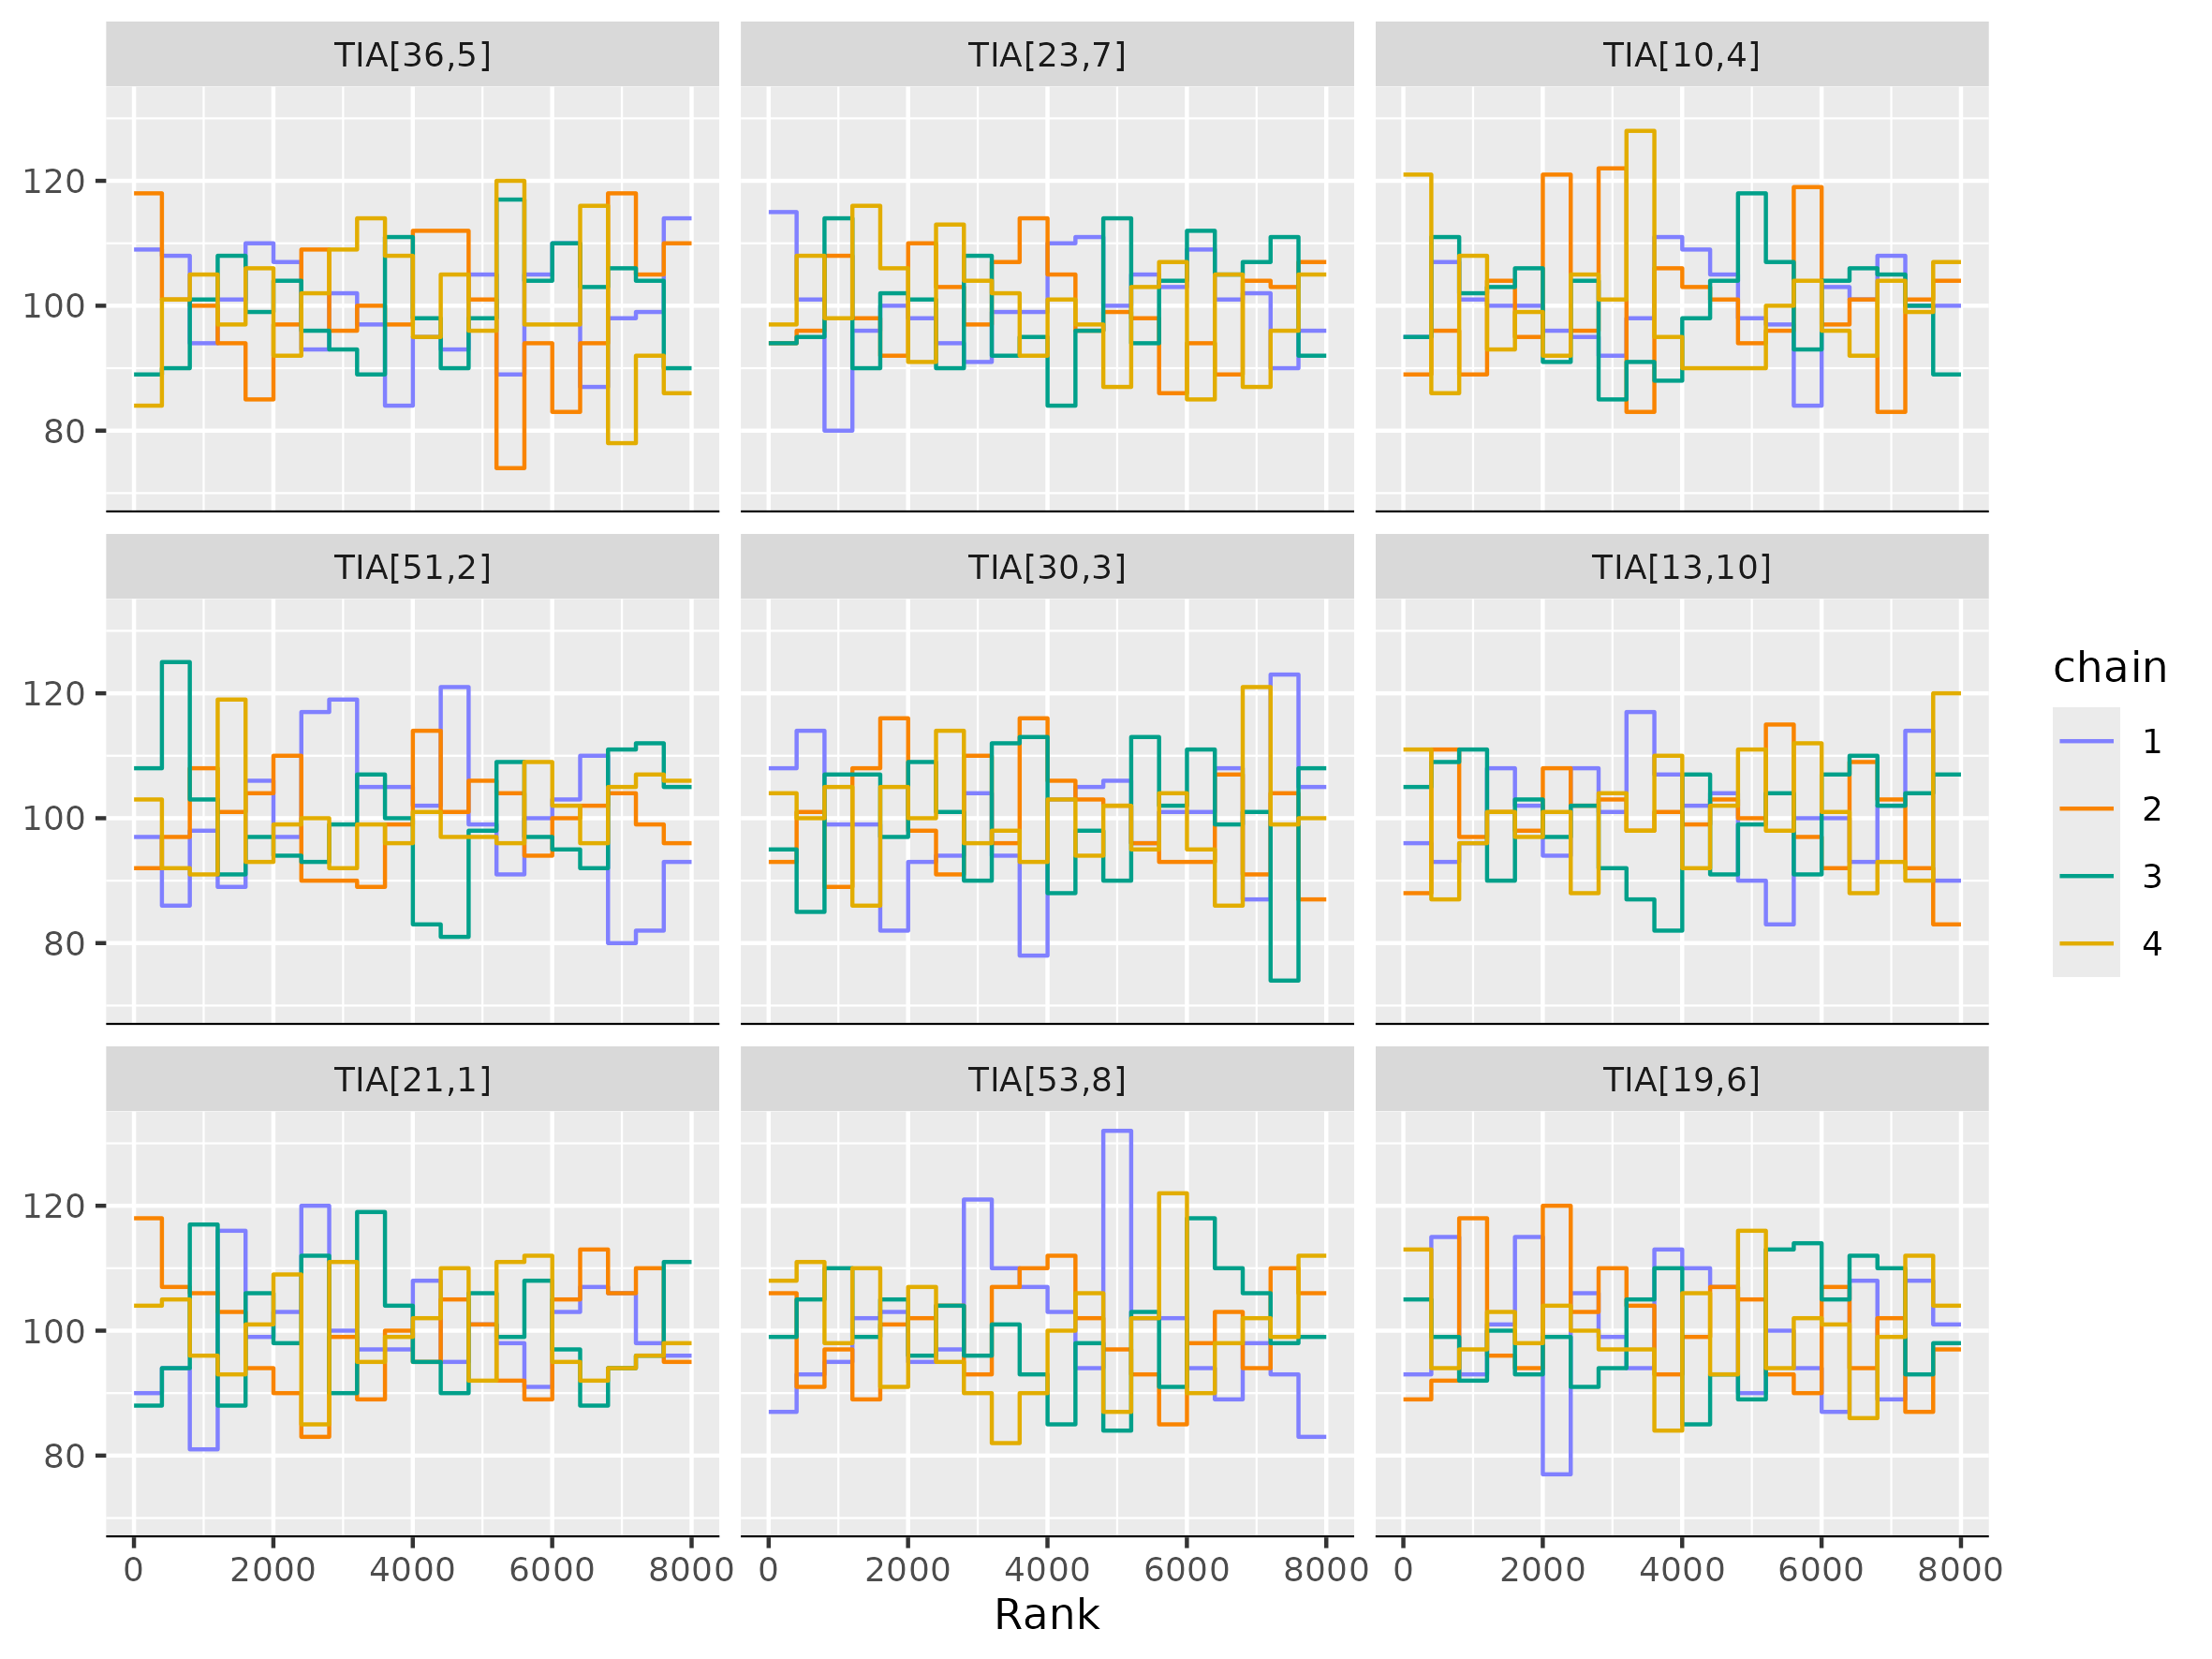 TIA[36,5] TIA[23,7] TIA[10,4]
120
100
80
TIA[51,2] TIA[30,3] TIA[13,10]
120
100
80
TIA[21,1] TIA[53,8] TIA[19,6]
120
100
80
0 2000 4000 6000 8000 0 2000 4000 6000 8000 0 2000 4000 6000 8000
Rank
chain
1
2
3
4